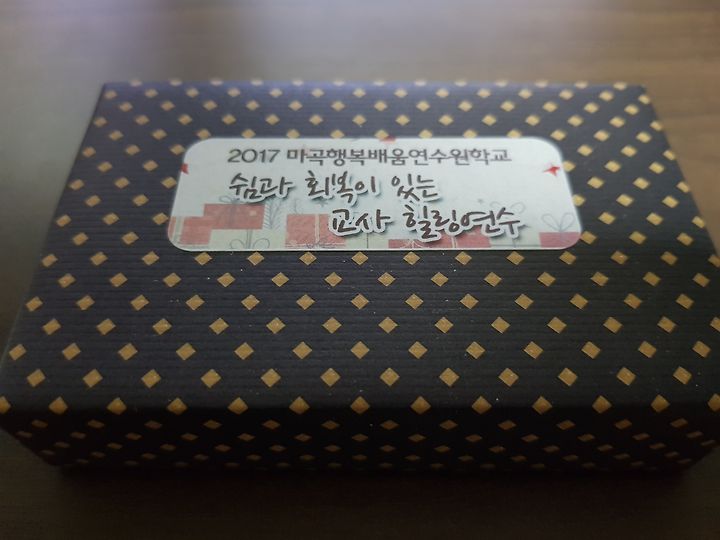 2017 마곡행복배움연수원학교
쉼과 회복이 있는
교사 힐링연수